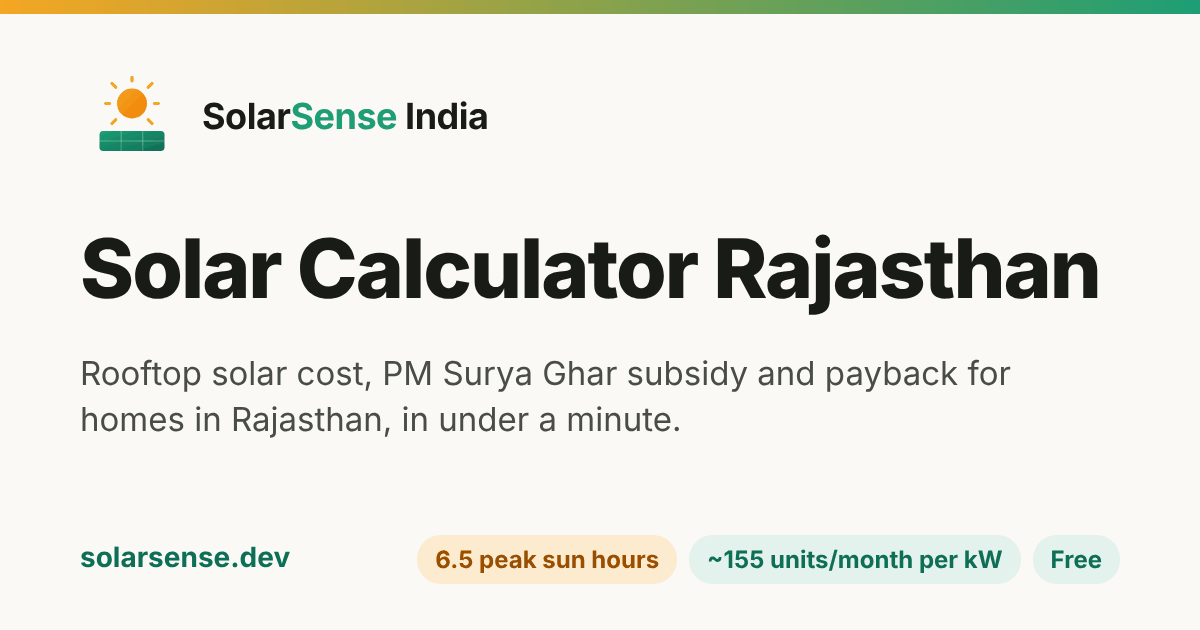 SolarSense India
Solar Calculator Rajasthan
Rooftop solar cost, PM Surya Ghar subsidy and payback for
homes in Rajasthan, in under a minute.
solarsense.dev
6.5 peak sun hours
~155 units/month per kW
Free